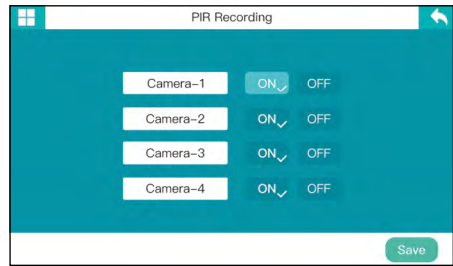 PIR Recording
Camera-1 ON OFF
Camera-2 ON OFF
Camera-3 ON OFF
Camera-4 ON OFF
Save